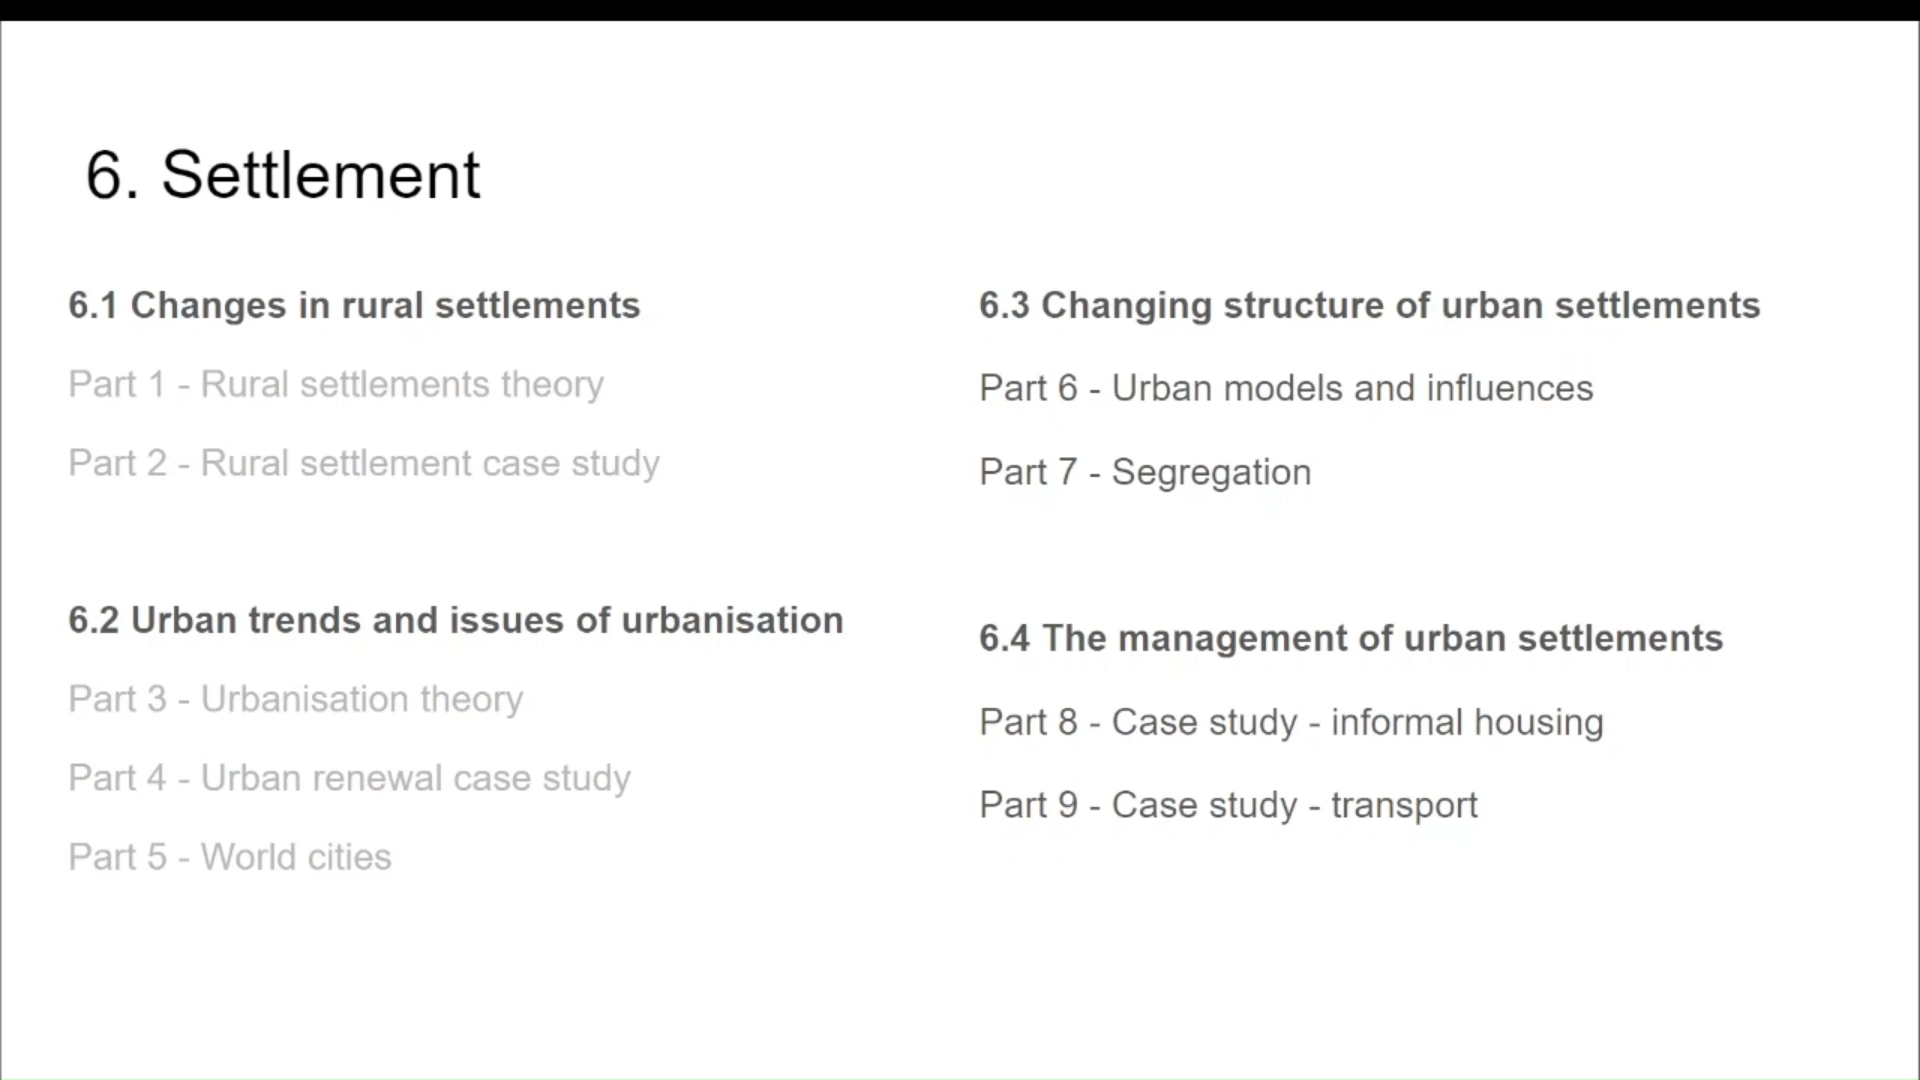 6. Settlement
6.1 Changes in rural settlements
Part 1 - Rural settlements theory
Part 2 - Rural settlement case study
6.2 Urban trends and issues of urbanisation
Part 3 - Urbanisation theory
Part 4 - Urban renewal case study
Part 5 - World cities
6.3 Changing structure of urban settlements
Part 6 - Urban models and influences
Part 7 - Segregation
6.4 The management of urban settlements
Part 8 - Case study - informal housing
Part 9 - Case study - transport